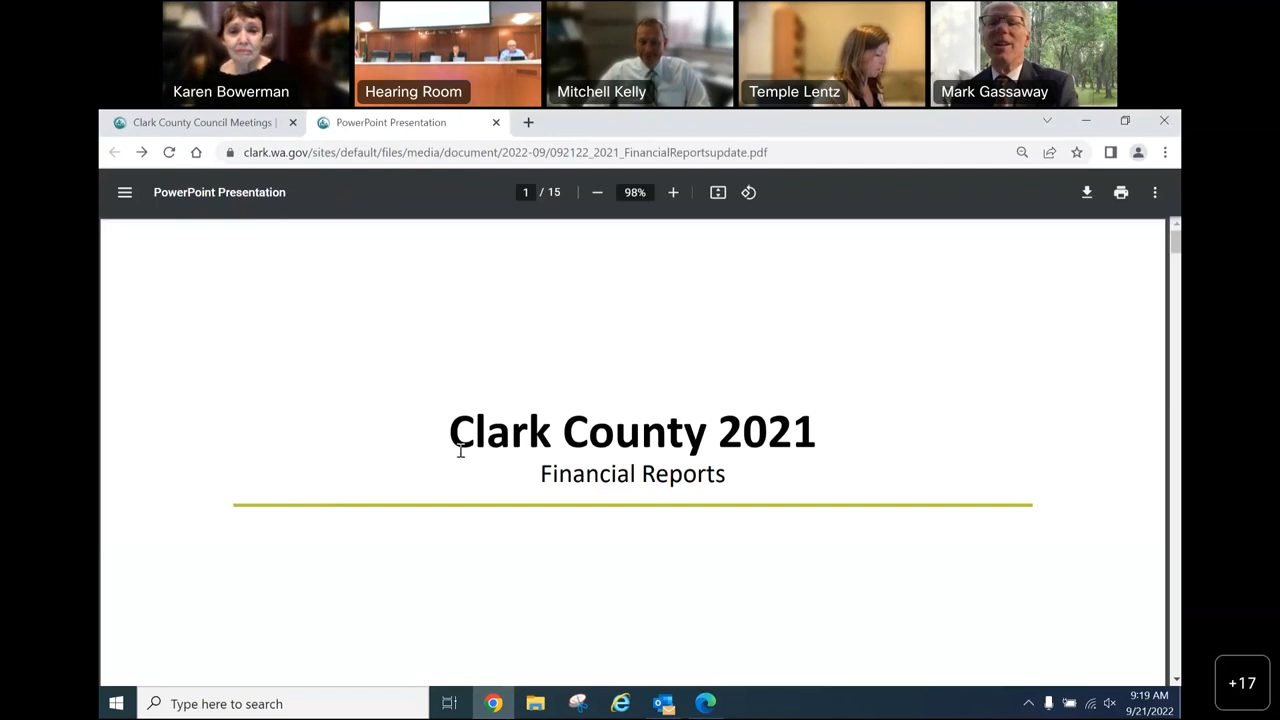 Karen Bowerman
Hearing Room
Mitchell Kelly
Temple Lentz
Mark Gassaway
Clark County Council Meetings |
PowerPoint Presentation
clark.wa.gov/sites/default/files/media/document/2022-09/092122_2021_FinancialReportsupdate.pdf
PowerPoint Presentation
1 / 15
98%
Clark County 2021
Financial Reports
+17
Type here to search
9:19 AM
9/21/2022